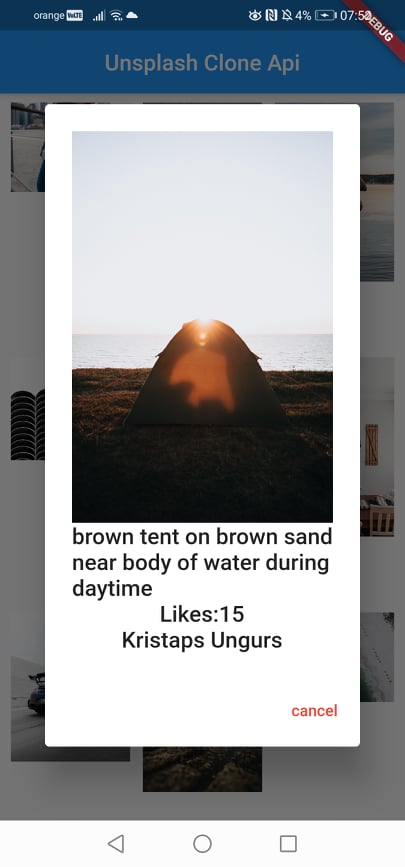 orange VoLTE 4% 07:52
DEBUG
Unsplash Clone Api
brown tent on brown sand
near body of water during
daytime
Likes:15
Kristaps Ungurs
cancel